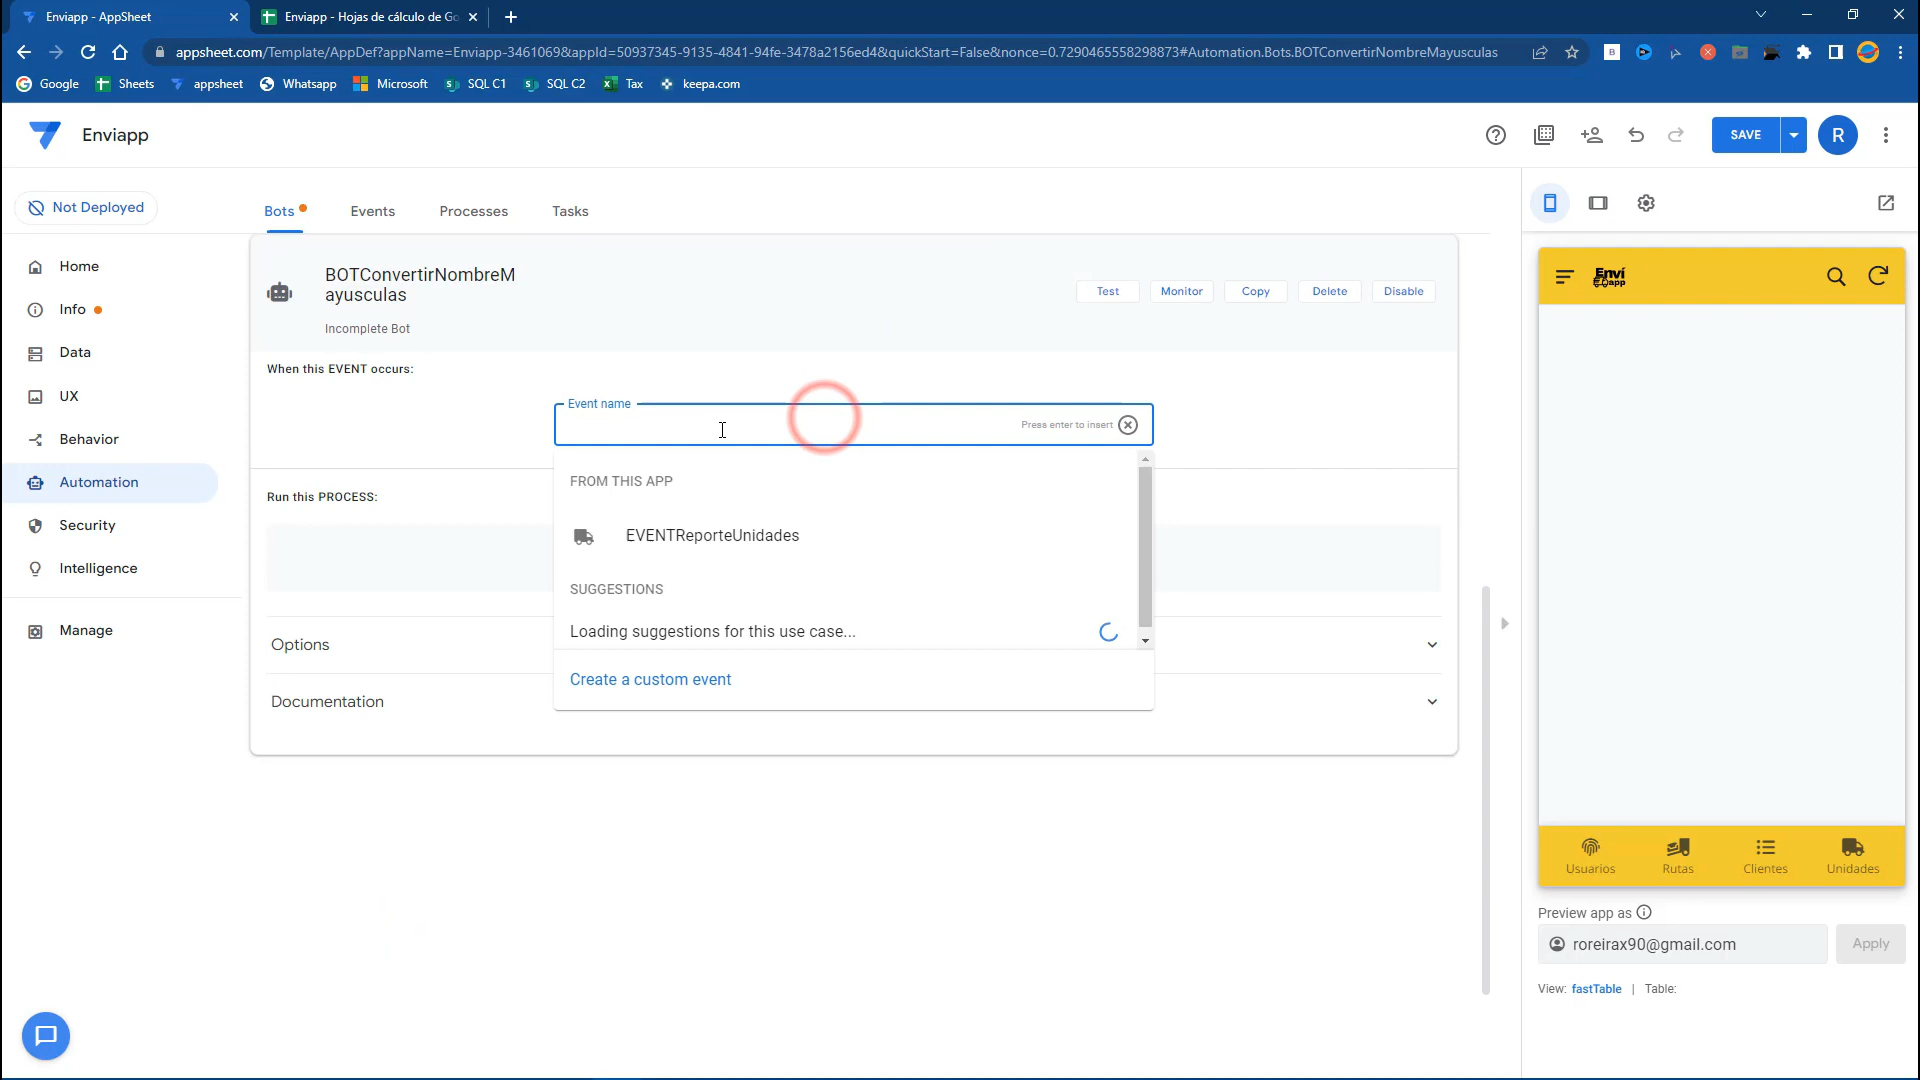 Enviapp - AppSheet
Enviapp - Hojas de cálculo de Go
appsheet.com/Template/AppDef?appName=Enviapp-3461069&appId=50937345-9135-4841-94fe-3478a2156ed4&quickStart=False&nonce=0.7290465558298873#Automation.Bots.BOTConvertirNombreMayusculas
Google
Sheets
appsheet
Whatsapp
Microsoft
SQL C1
SQL C2
Tax
keepa.com
Enviapp
SAVE
R
Not Deployed
Bots
Events
Processes
Tasks
Home
Info
Data
UX
Behavior
Automation
Security
Intelligence
Manage
BOTConvertirNombreM
ayusculas
Incomplete Bot
Test
Monitor
Copy
Delete
Disable
When this EVENT occurs:
Event name
Press enter to insert
FROM THIS APP
EVENTReporteUnidades
SUGGESTIONS
Loading suggestions for this use case...
Create a custom event
Run this PROCESS:
Options
Documentation
Enví
app
Usuarios
Rutas
Clientes
Unidades
Preview app as
roreirax90@gmail.com
Apply
View: fastTable | Table: